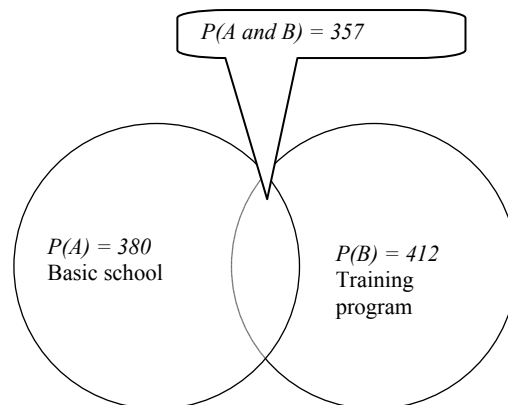 P(A and B) = 357
P(A) = 380
Basic school
P(B) = 412
Training
program